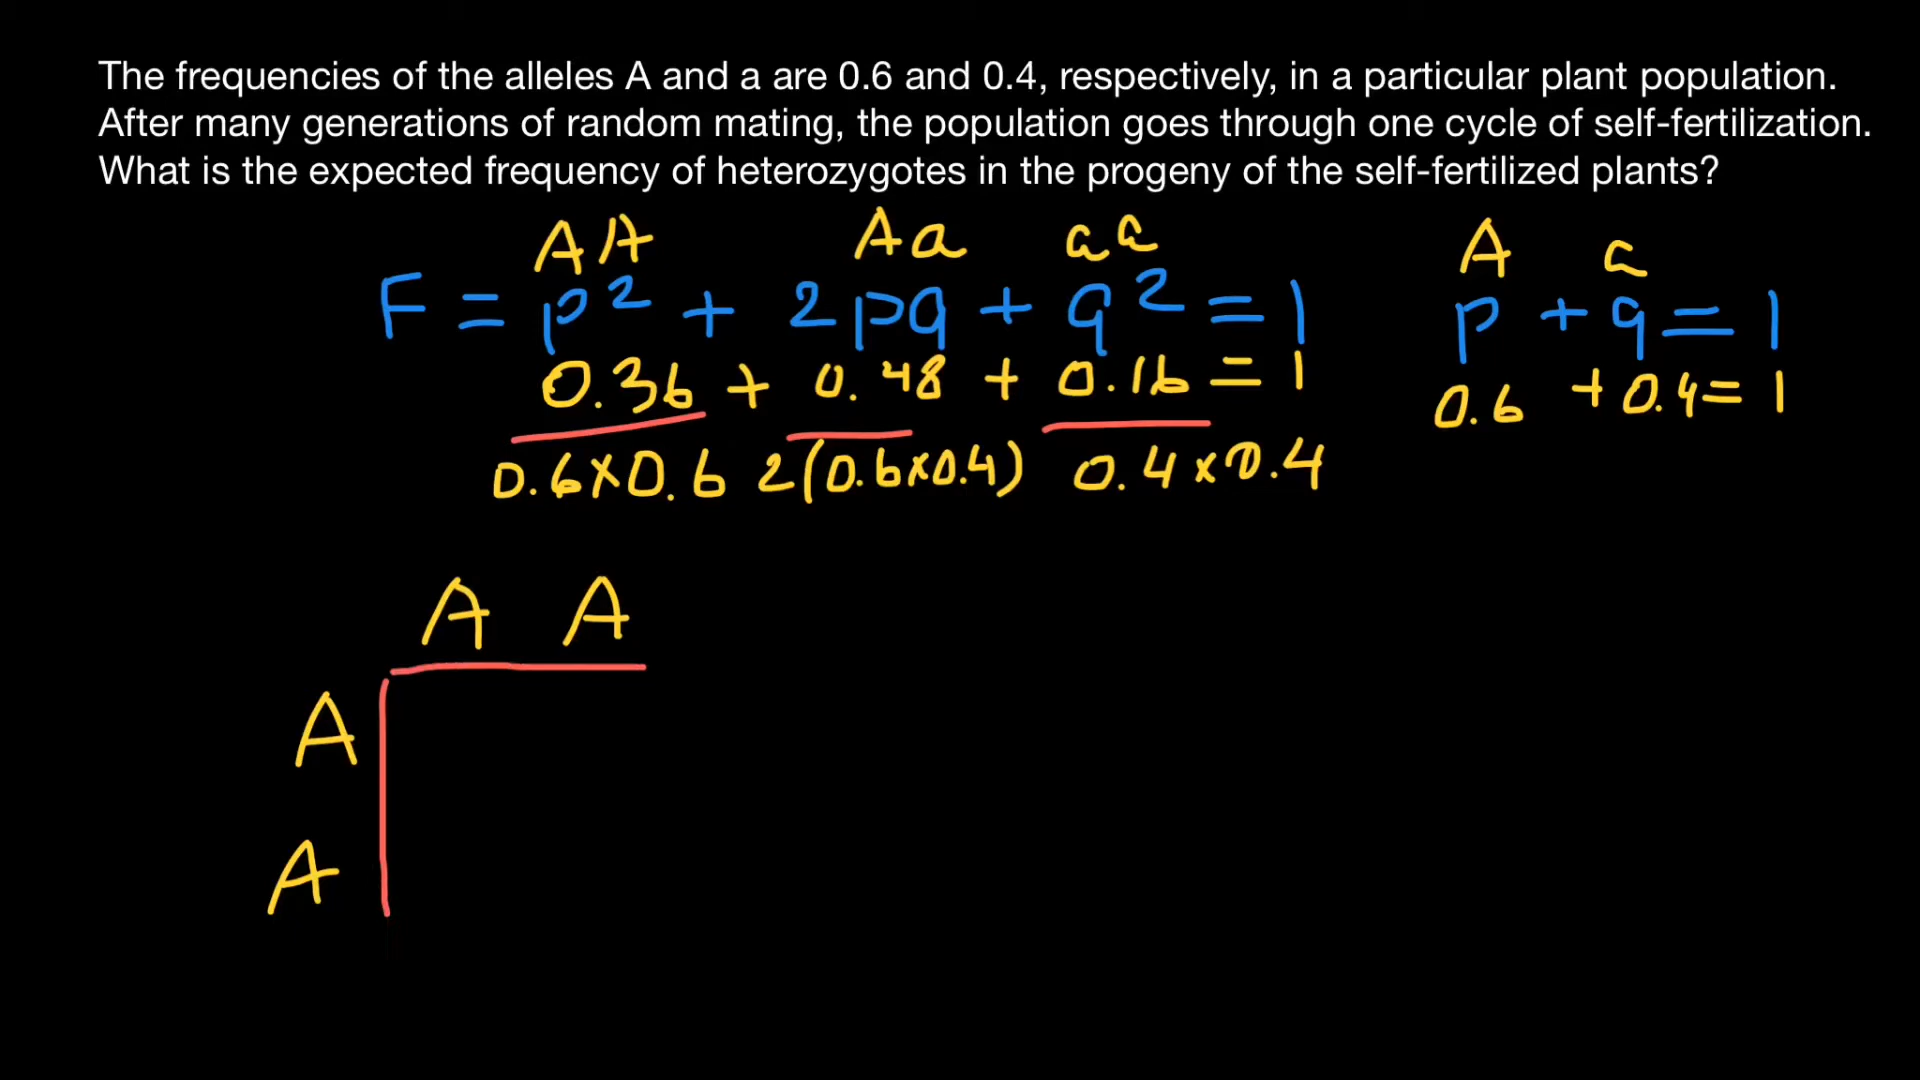 The frequencies of the alleles A and a are 0.6 and 0.4, respectively, in a particular plant population.
After many generations of random mating, the population goes through one cycle of self-fertilization.
What is the expected frequency of heterozygotes in the progeny of the self-fertilized plants?
AA Aa aa A a
F = p² + 2pq + q² = 1 p + q = 1
0.36 + 0.48 + 0.16 = 1 0.6 + 0.4 = 1
0.6×0.6 2(0.6×0.4) 0.4×0.4
A A
A
A